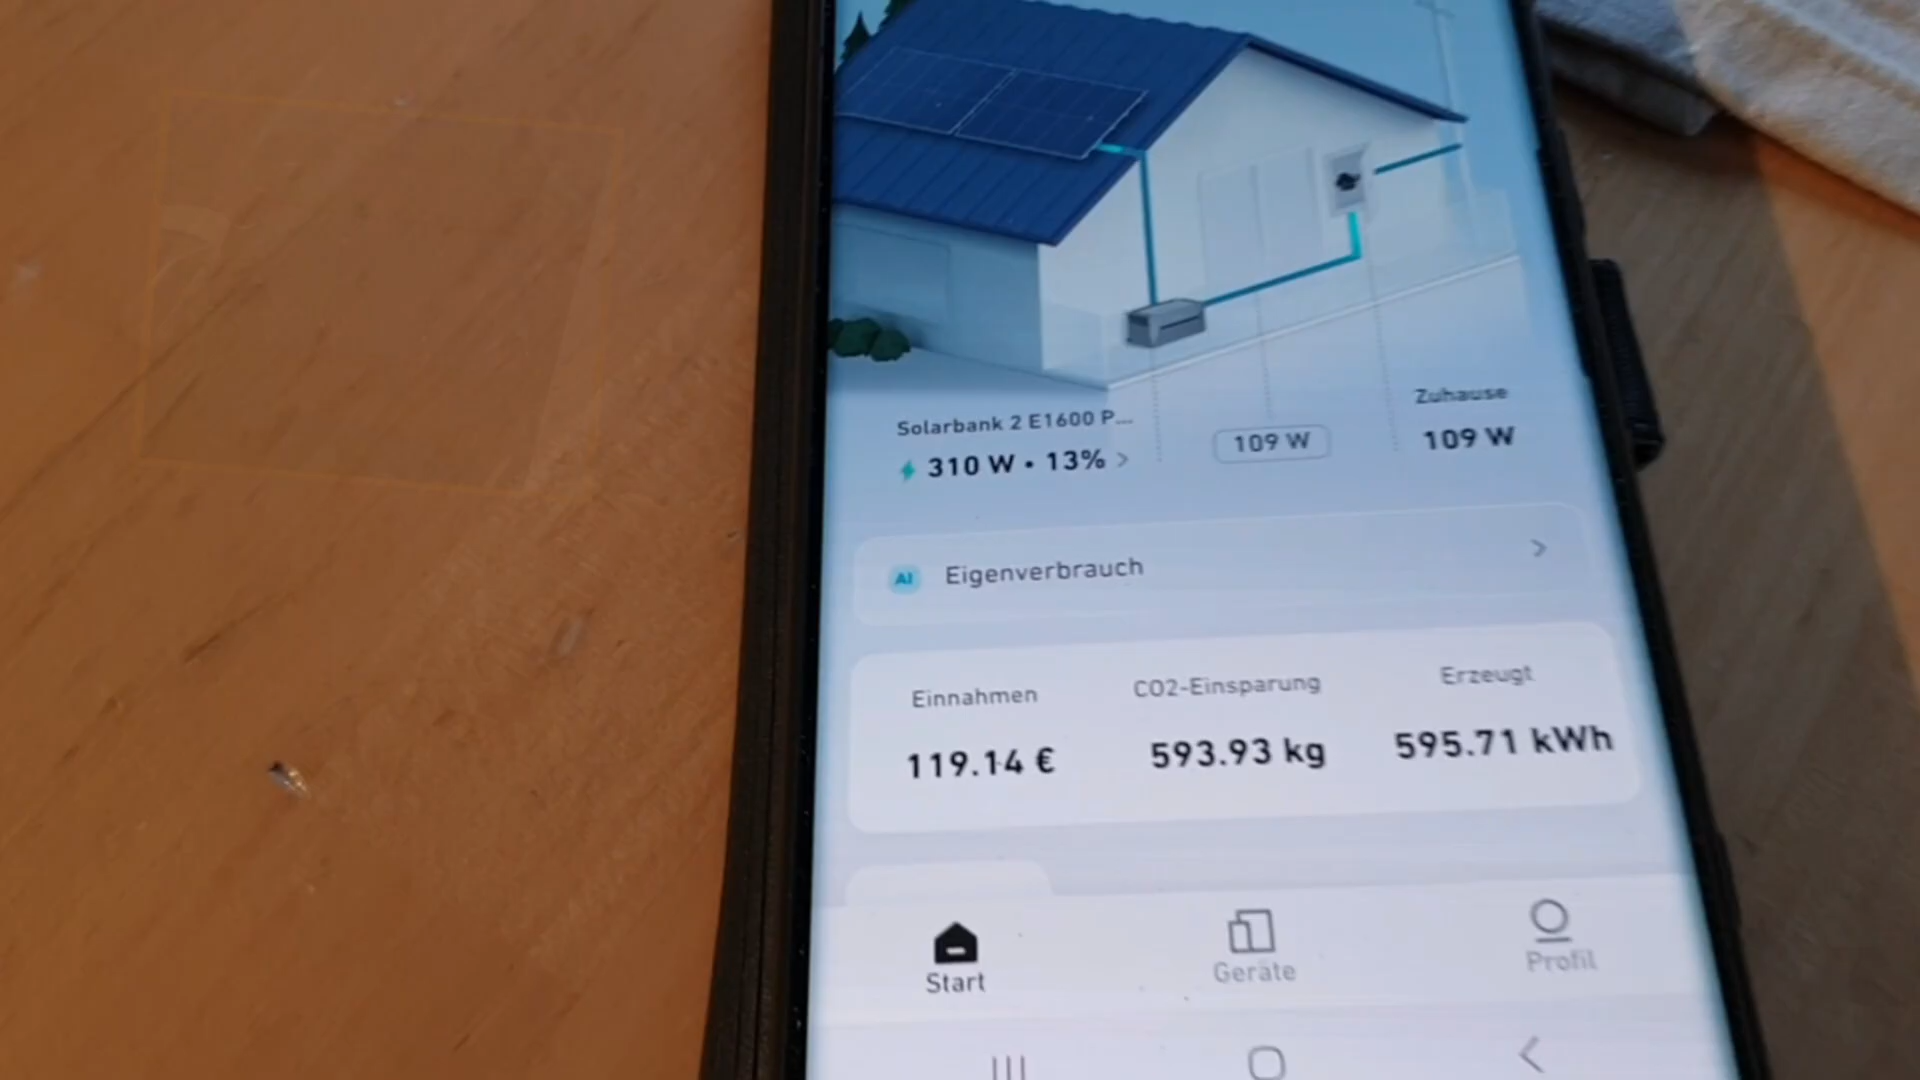 Solarbank 2 E1600 P...
310 W • 13% >
109 W
Zuhause
109 W
AI Eigenverbrauch >
Einnahmen
119.14 €
CO2-Einsparung
593.93 kg
Erzeugt
595.71 kWh
Start
Geräte
Profil